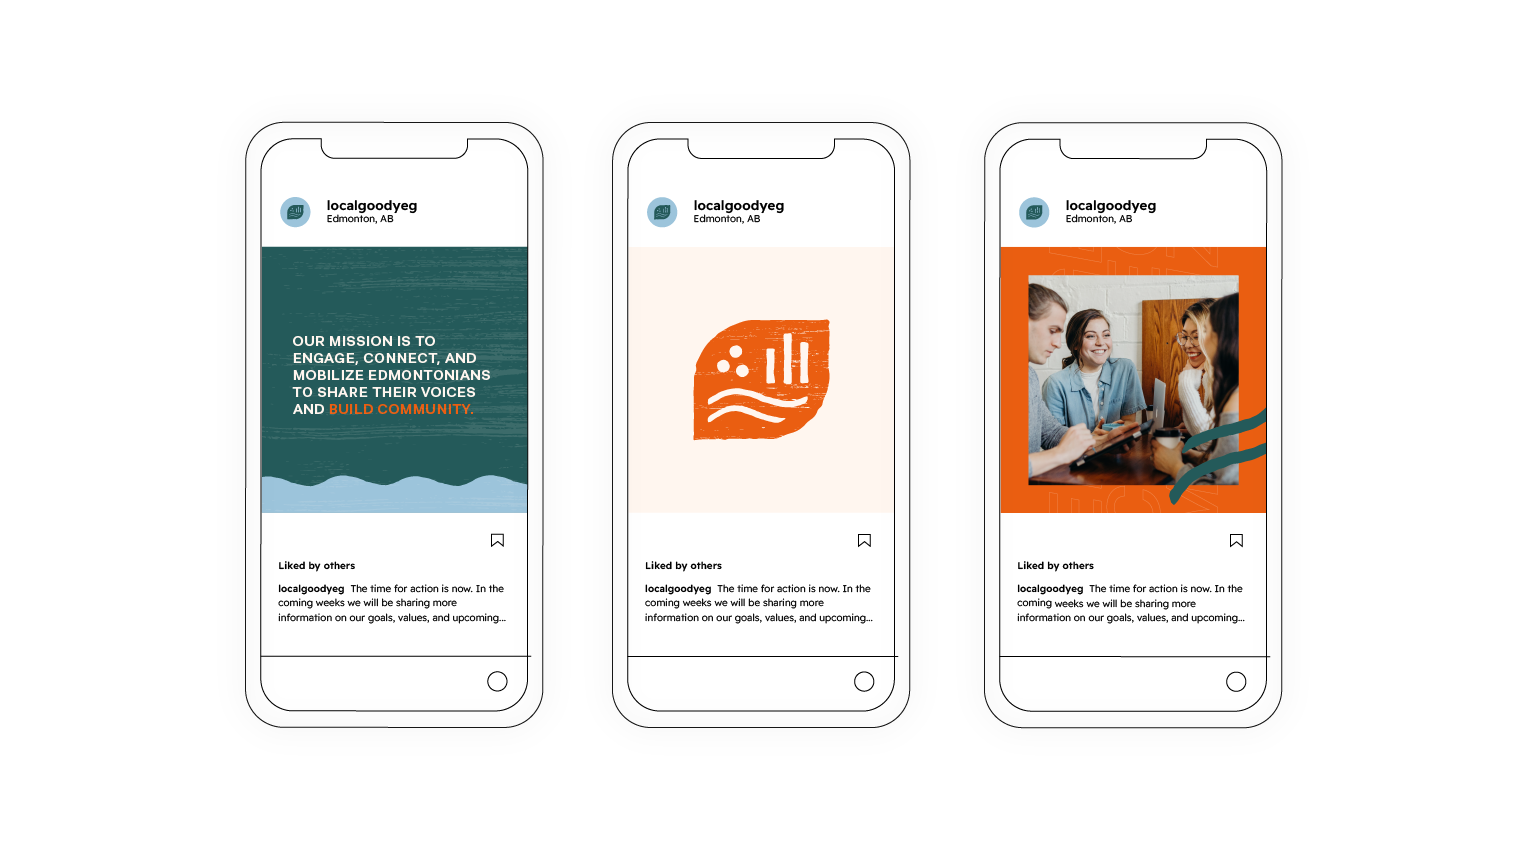 localgoodyeg
Edmonton, AB
OUR MISSION IS TO
ENGAGE, CONNECT, AND
MOBILIZE EDMONTONIANS
TO SHARE THEIR VOICES
AND BUILD COMMUNITY.
Liked by others
localgoodyeg The time for action is now. In the
coming weeks we will be sharing more
information on our goals, values, and upcoming...
localgoodyeg
Edmonton, AB
Liked by others
localgoodyeg The time for action is now. In the
coming weeks we will be sharing more
information on our goals, values, and upcoming...
localgoodyeg
Edmonton, AB
Liked by others
localgoodyeg The time for action is now. In the
coming weeks we will be sharing more
information on our goals, values, and upcoming...